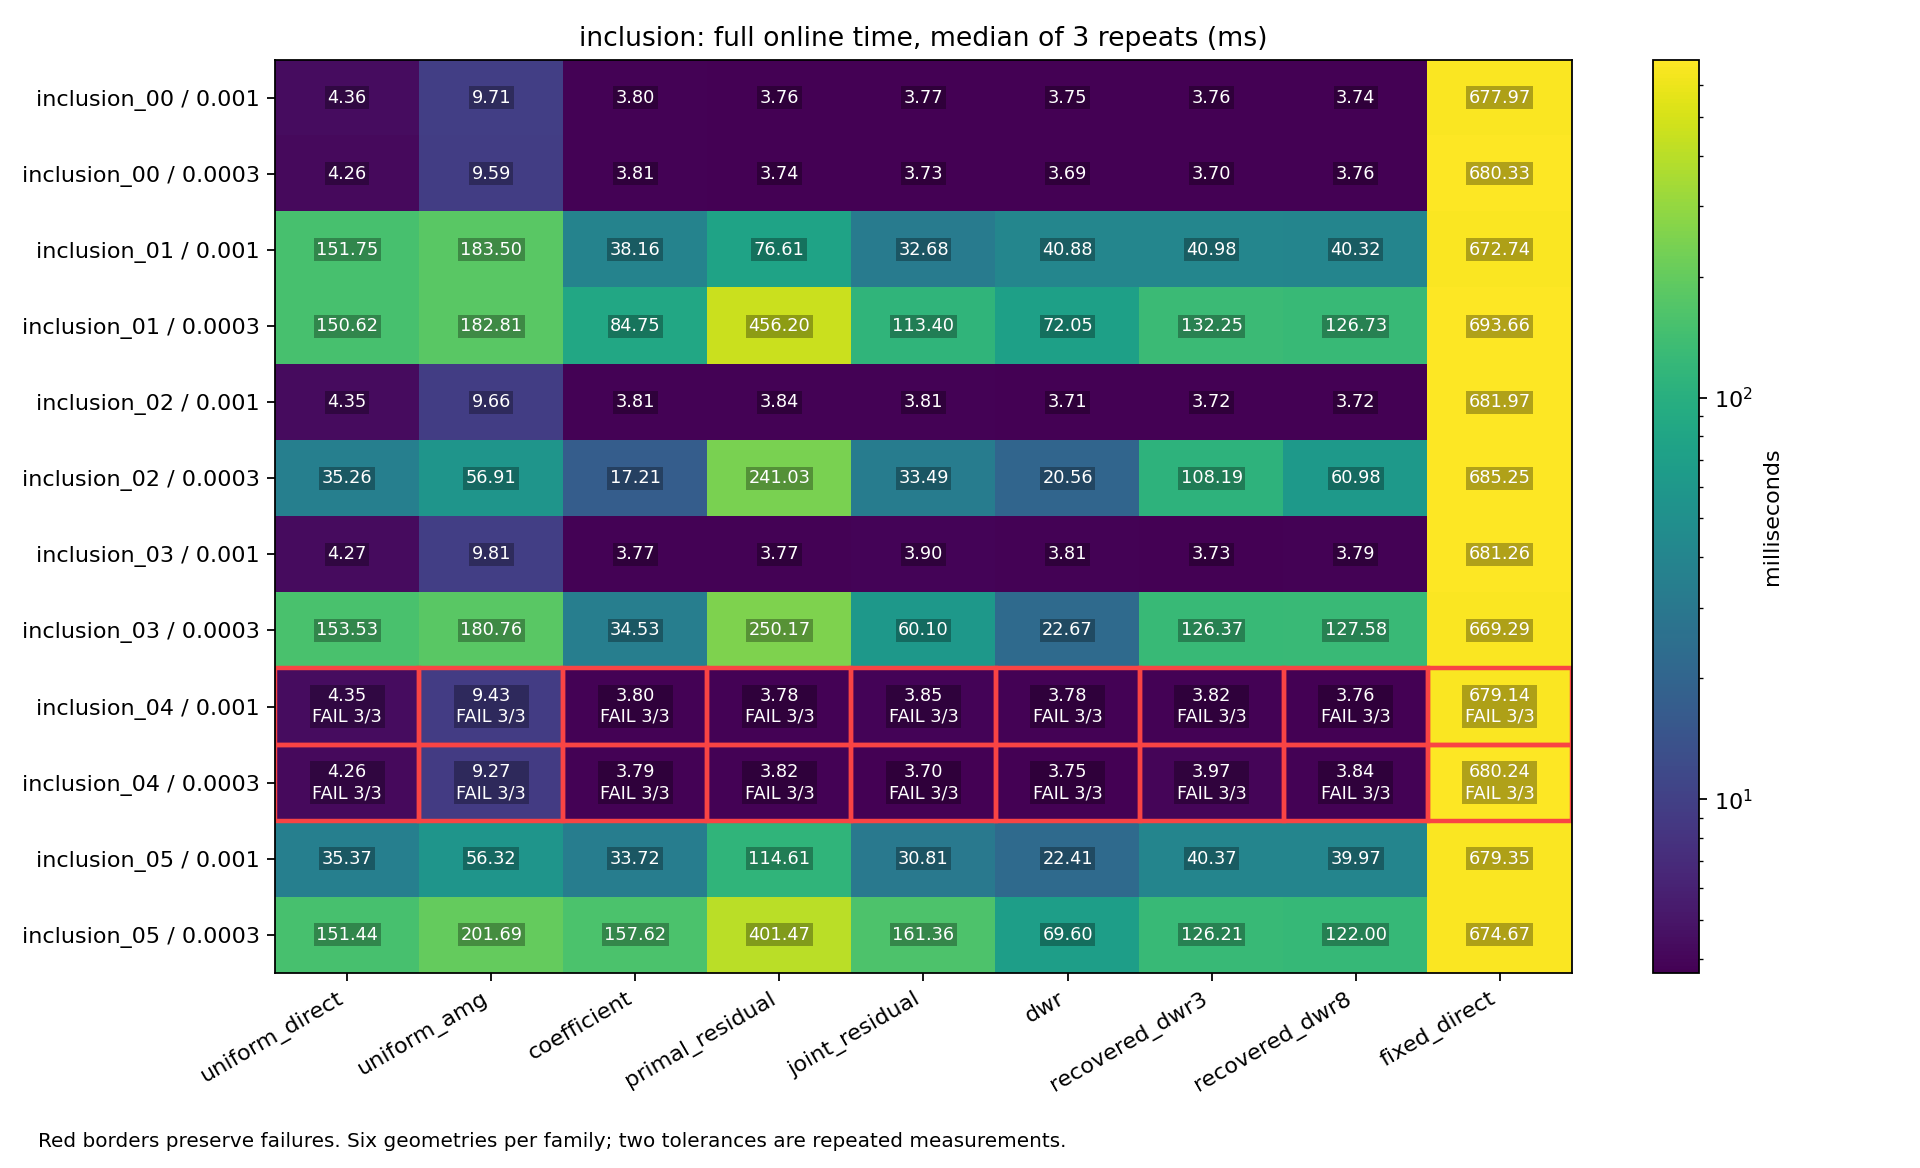 inclusion: full online time, median of 3 repeats (ms)
inclusion_00 / 0.001 4.36 9.71 3.80 3.76 3.77 3.75 3.76 3.74 677.97
inclusion_00 / 0.0003 4.26 9.59 3.81 3.74 3.73 3.69 3.70 3.76 680.33
inclusion_01 / 0.001 151.75 183.50 38.16 76.61 32.68 40.88 40.98 40.32 672.74
inclusion_01 / 0.0003 150.62 182.81 84.75 456.20 113.40 72.05 132.25 126.73 693.66
inclusion_02 / 0.001 4.35 9.66 3.81 3.84 3.81 3.71 3.72 3.72 681.97
inclusion_02 / 0.0003 35.26 56.91 17.21 241.03 33.49 20.56 108.19 60.98 685.25
inclusion_03 / 0.001 4.27 9.81 3.77 3.77 3.90 3.81 3.73 3.79 681.26
inclusion_03 / 0.0003 153.53 180.76 34.53 250.17 60.10 22.67 126.37 127.58 669.29
inclusion_04 / 0.001 4.35 9.43 3.80 3.78 3.85 3.78 3.82 3.76 679.14
FAIL 3/3 FAIL 3/3 FAIL 3/3 FAIL 3/3 FAIL 3/3 FAIL 3/3 FAIL 3/3 FAIL 3/3 FAIL 3/3
inclusion_04 / 0.0003 4.26 9.27 3.79 3.82 3.70 3.75 3.97 3.84 680.24
FAIL 3/3 FAIL 3/3 FAIL 3/3 FAIL 3/3 FAIL 3/3 FAIL 3/3 FAIL 3/3 FAIL 3/3 FAIL 3/3
inclusion_05 / 0.001 35.37 56.32 33.72 114.61 30.81 22.41 40.37 39.97 679.35
inclusion_05 / 0.0003 151.44 201.69 157.62 401.47 161.36 69.60 126.21 122.00 674.67
uniform_direct uniform_amg coefficient primal_residual joint_residual dwr recovered_dwr3 recovered_dwr8 fixed_direct
10²
10¹
milliseconds
Red borders preserve failures. Six geometries per family; two tolerances are repeated measurements.